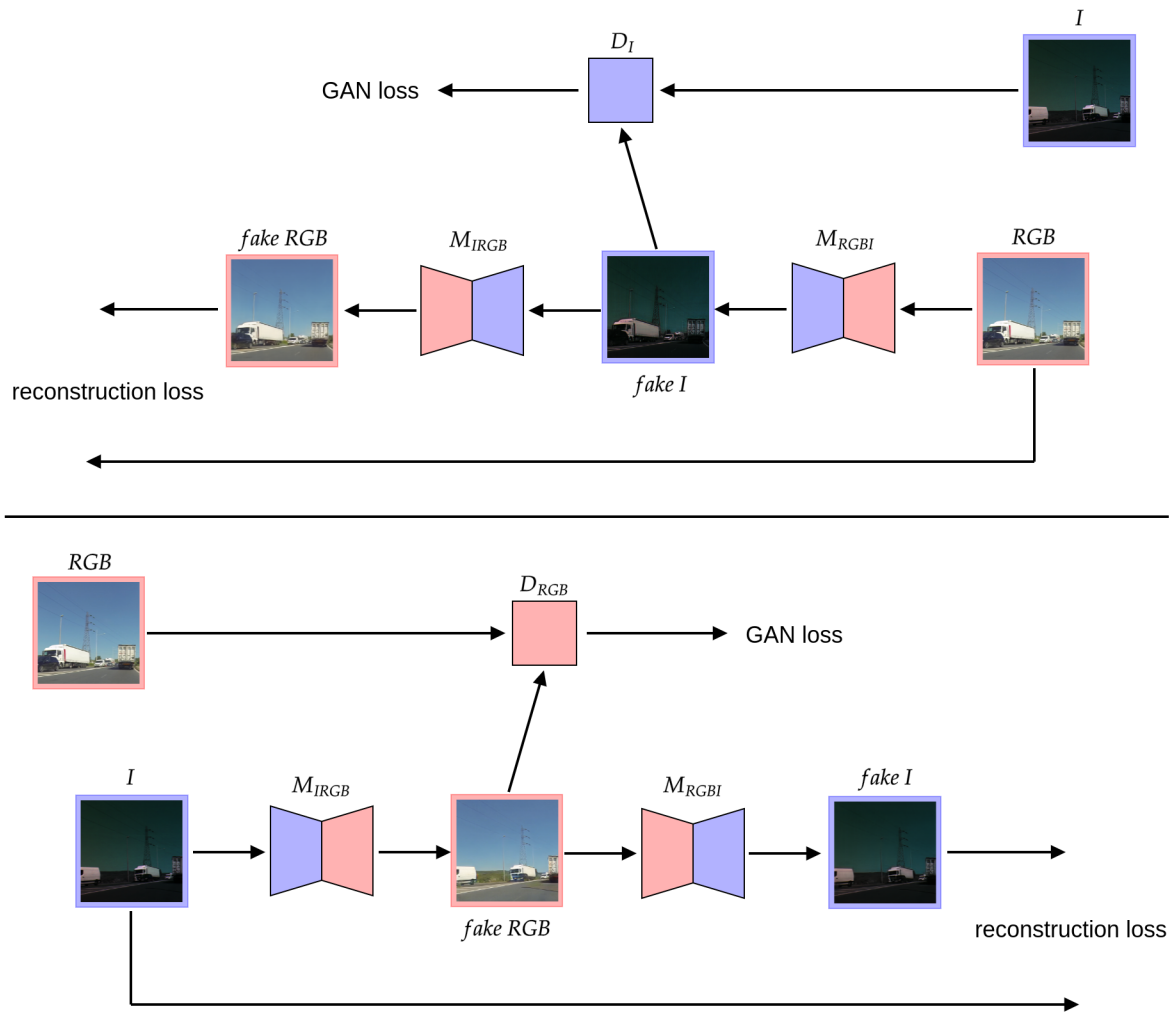 I
D_I
GAN loss
fake RGB
M_IRGB
M_RGBI
RGB
fake I
reconstruction loss
RGB
D_RGB
GAN loss
I
M_IRGB
M_RGBI
fake I
fake RGB
reconstruction loss